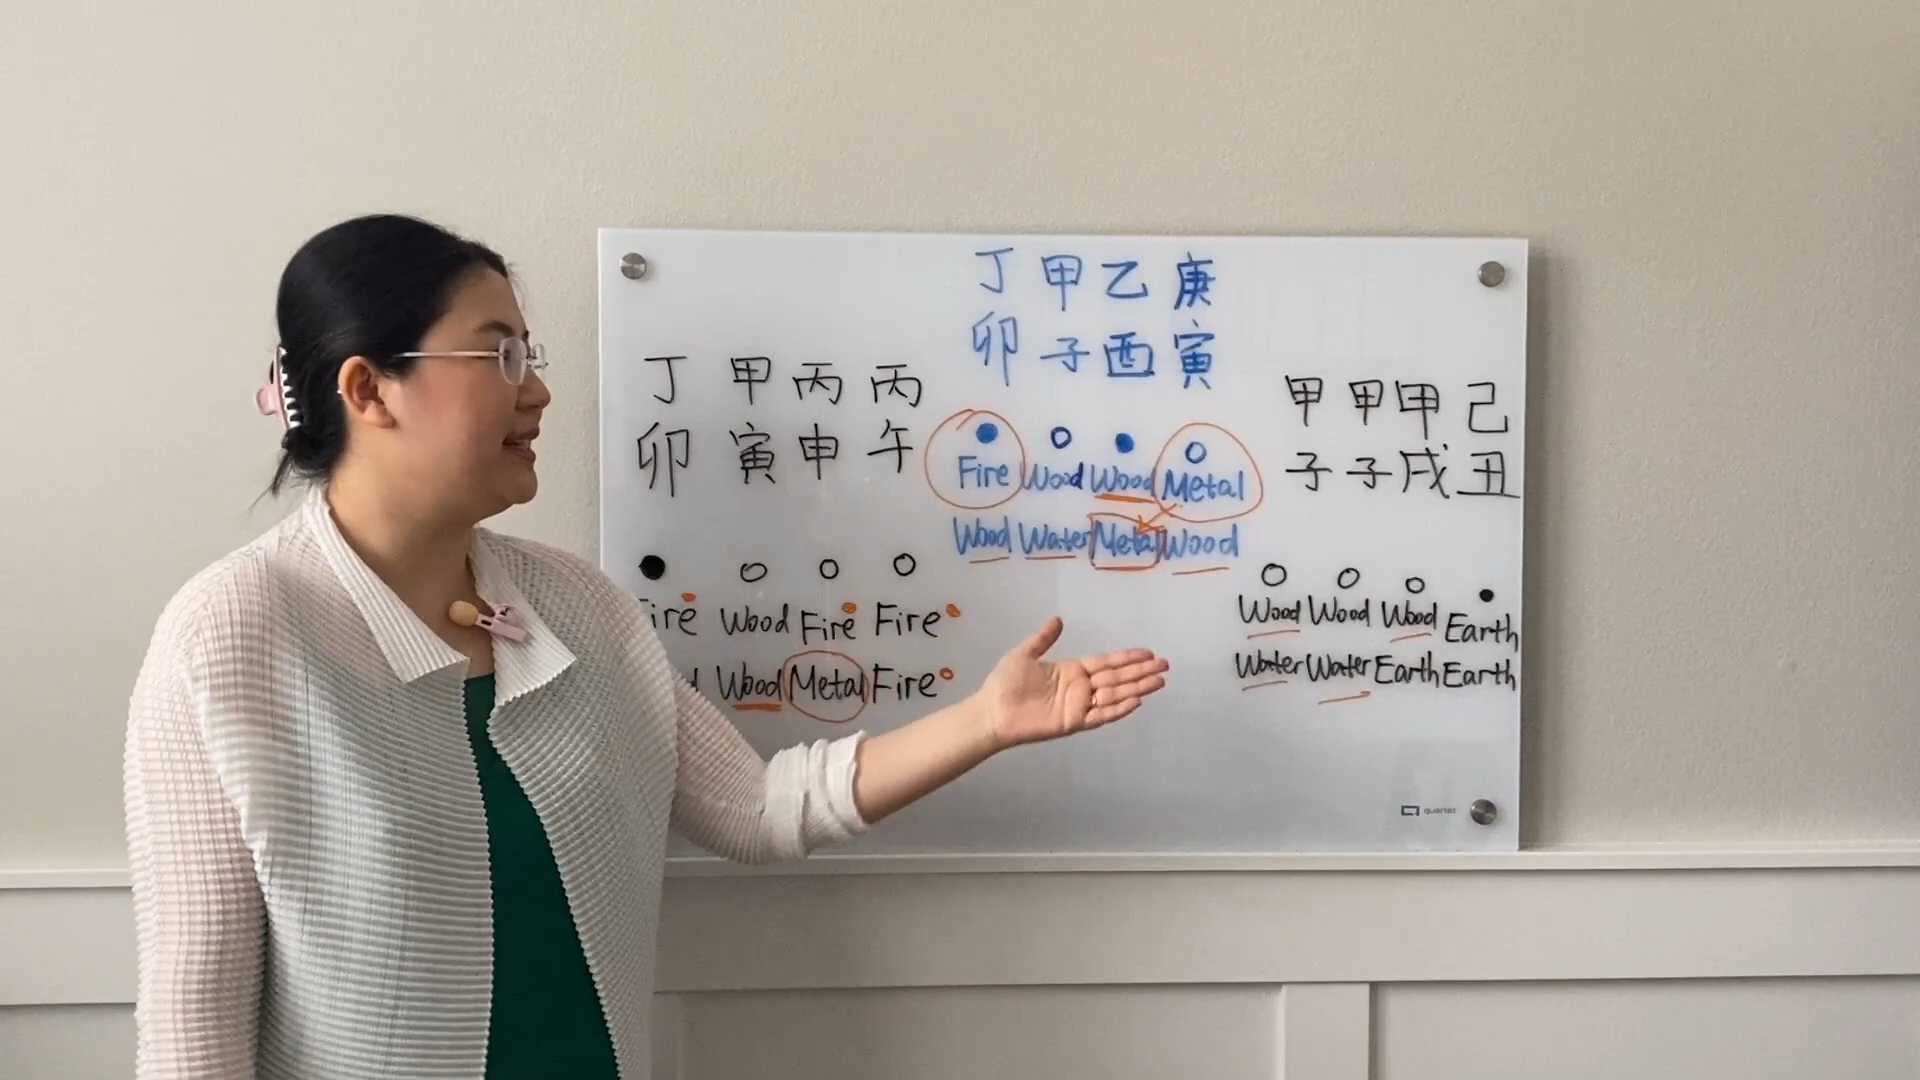 丁 甲 丙 丙
卯 寅 申 午
Fire Wood Fire Fire
Wood Metal Fire
丁 甲 乙 庚
卯 子 酉 寅
Fire Wood Wood Metal
Wood Water Metal Wood
甲 甲 甲 己
子 子 戌 丑
Wood Wood Wood Earth
Water Water Earth Earth
quartet